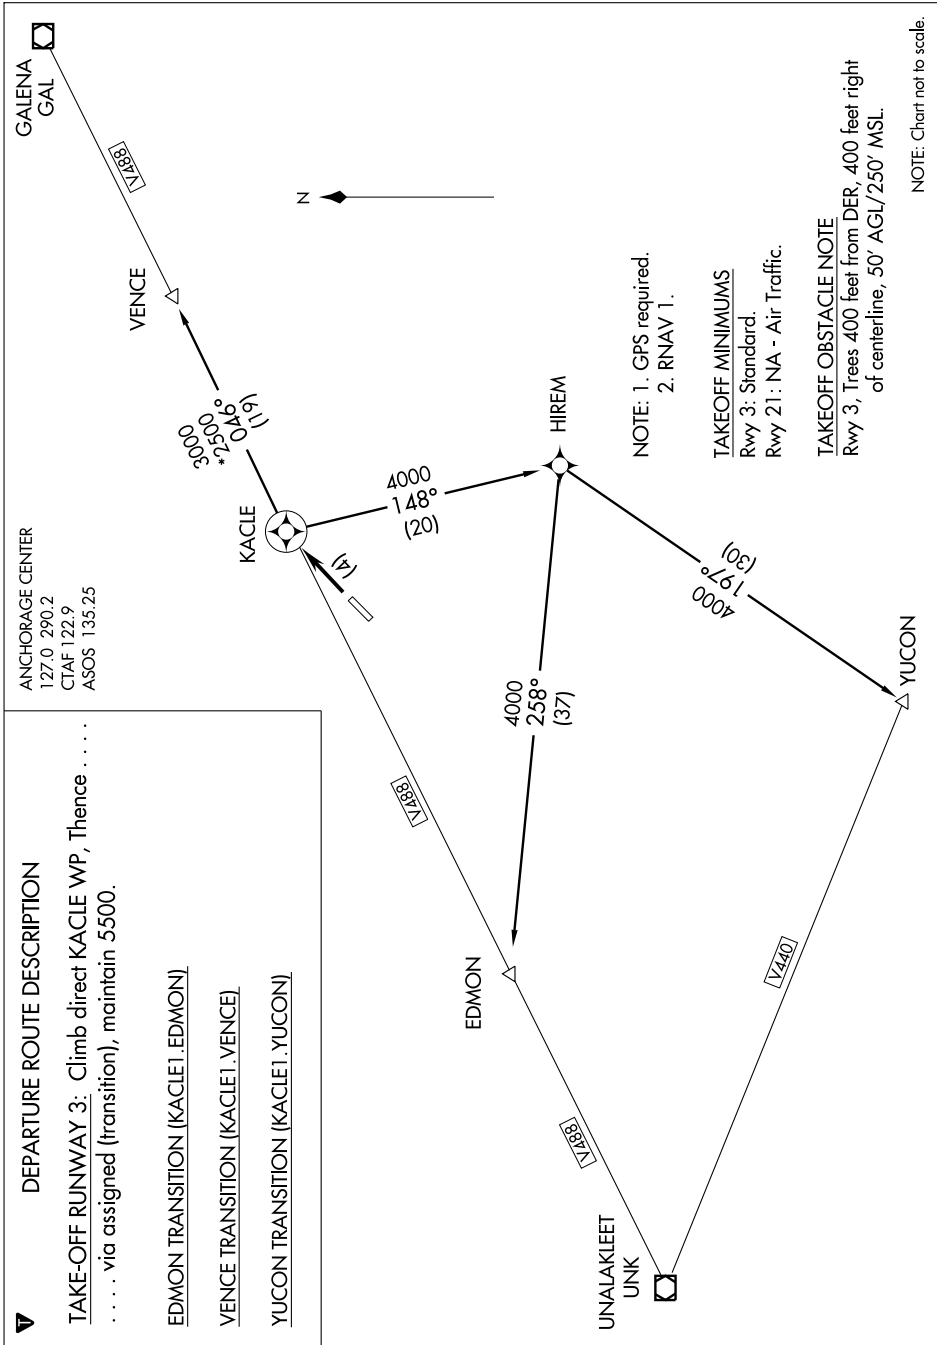 DEPARTURE ROUTE DESCRIPTION
TAKE-OFF RUNWAY 3: Climb direct KACLE WP, Thence . . . .
. . . . via assigned (transition), maintain 5500.
EDMON TRANSITION (KACLE1.EDMON)
VENCE TRANSITION (KACLE1.VENCE)
YUCON TRANSITION (KACLE1.YUCON)
T
ANCHORAGE CENTER
127.0 290.2
CTAF 122.9
ASOS 135.25
GALENA
GAL
V488
VENCE
3000
*2500
046°
(19)
N
KACLE
(4)
4000
148°
(20)
HIREM
V488
4000
258°
(37)
4000
197°
(30)
EDMON
V488
YUCON
V440
UNALAKLEET
UNK
NOTE: 1. GPS required.
2. RNAV 1.
TAKEOFF MINIMUMS
Rwy 3: Standard.
Rwy 21: NA - Air Traffic.
TAKEOFF OBSTACLE NOTE
Rwy 3, Trees 400 feet from DER, 400 feet right
of centerline, 50' AGL/250' MSL.
NOTE: Chart not to scale.